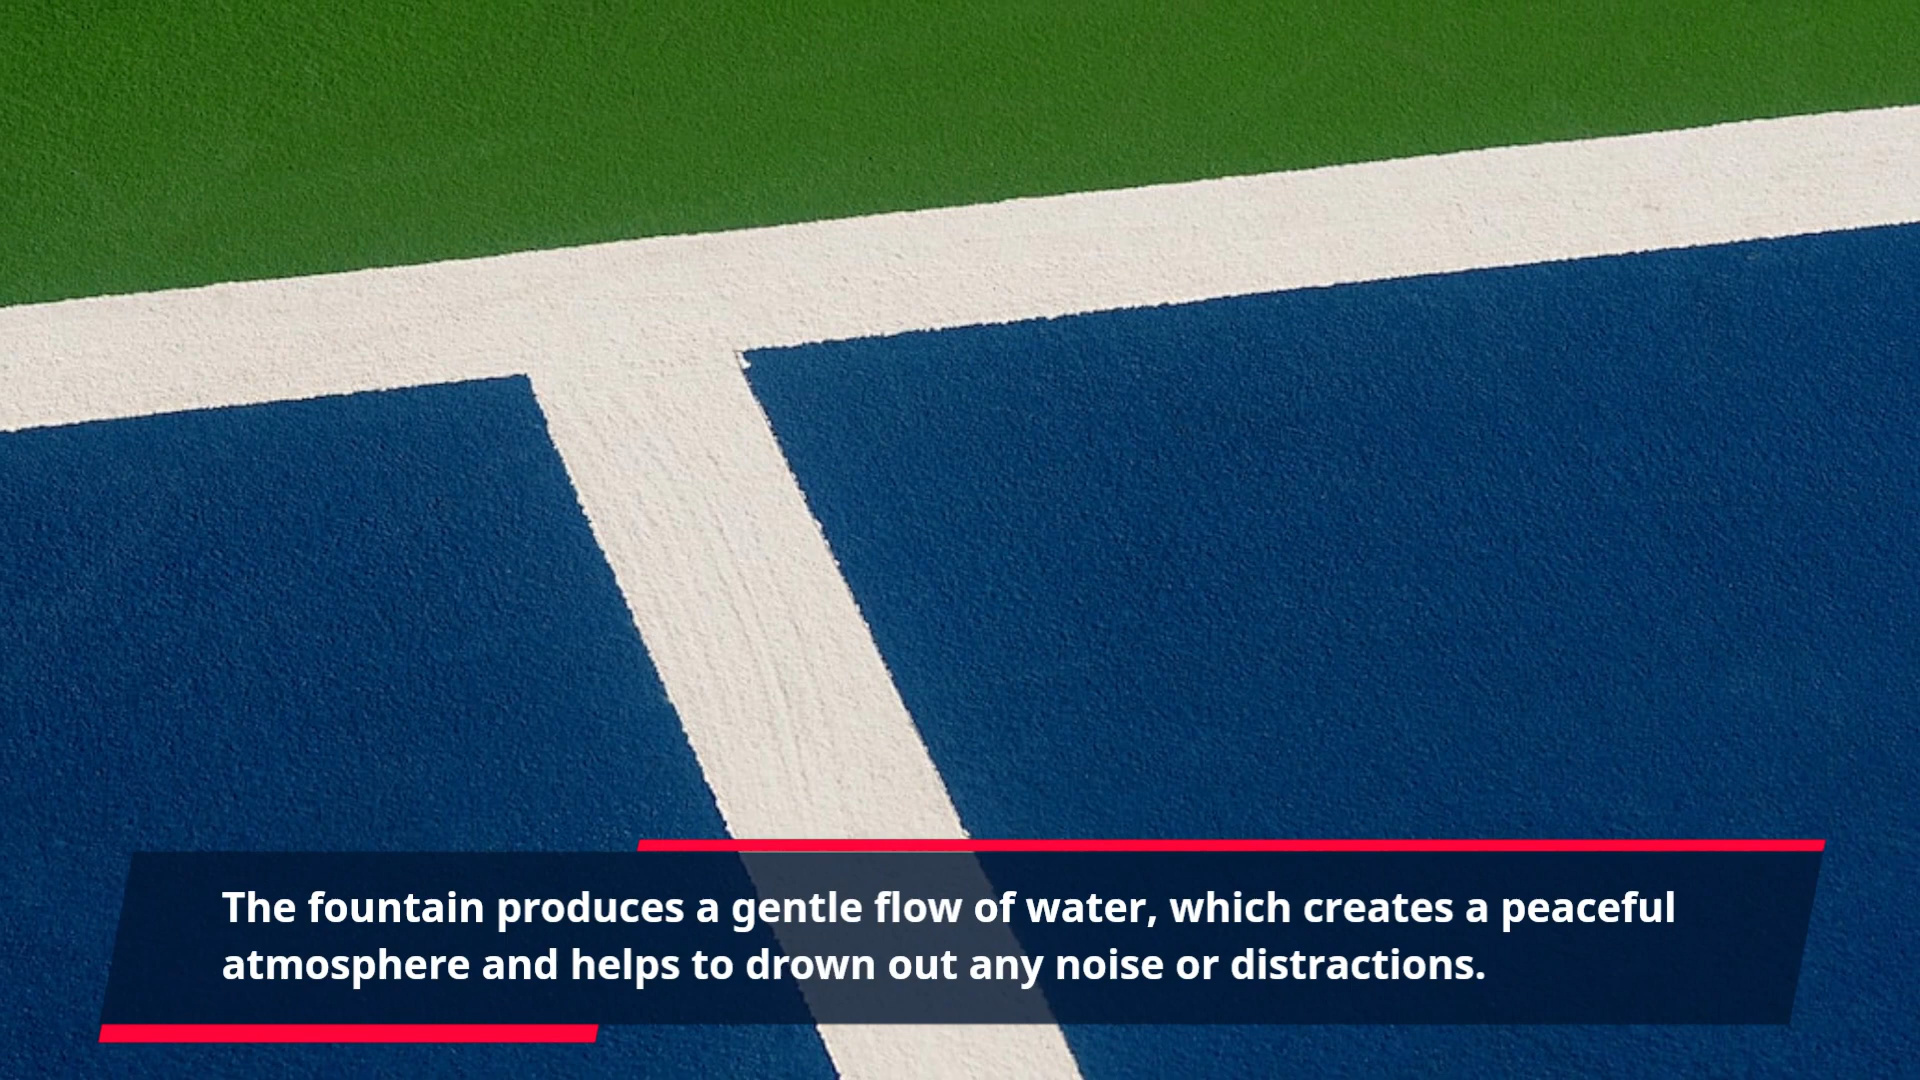 The fountain produces a gentle flow of water, which creates a peaceful
atmosphere and helps to drown out any noise or distractions.